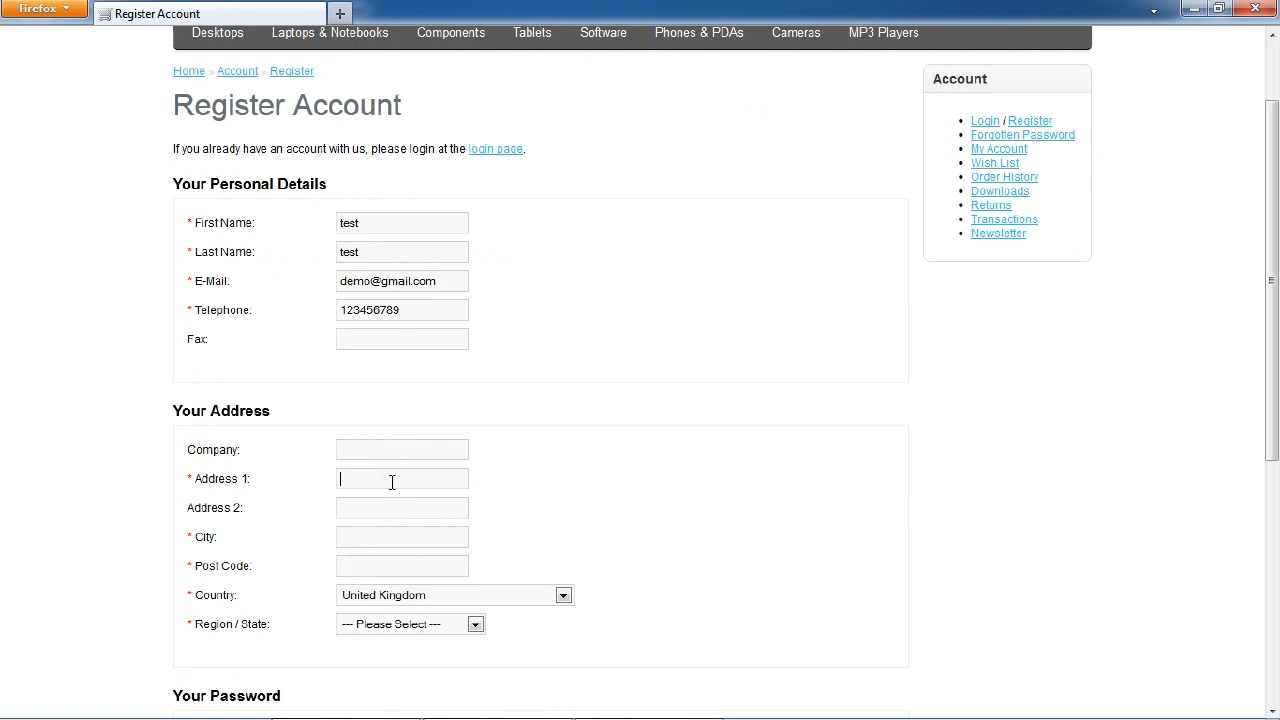 Firefox
Register Account
Desktops Laptops & Notebooks Components Tablets Software Phones & PDAs Cameras MP3 Players
Home » Account » Register
Register Account
If you already have an account with us, please login at the login page.
Your Personal Details
* First Name: test
* Last Name: test
* E-Mail: demo@gmail.com
* Telephone: 123456789
Fax:
Your Address
Company:
* Address 1:
Address 2:
* City:
* Post Code:
* Country: United Kingdom
* Region / State: --- Please Select ---
Your Password
Account
Login / Register
Forgotten Password
My Account
Wish List
Order History
Downloads
Returns
Transactions
Newsletter